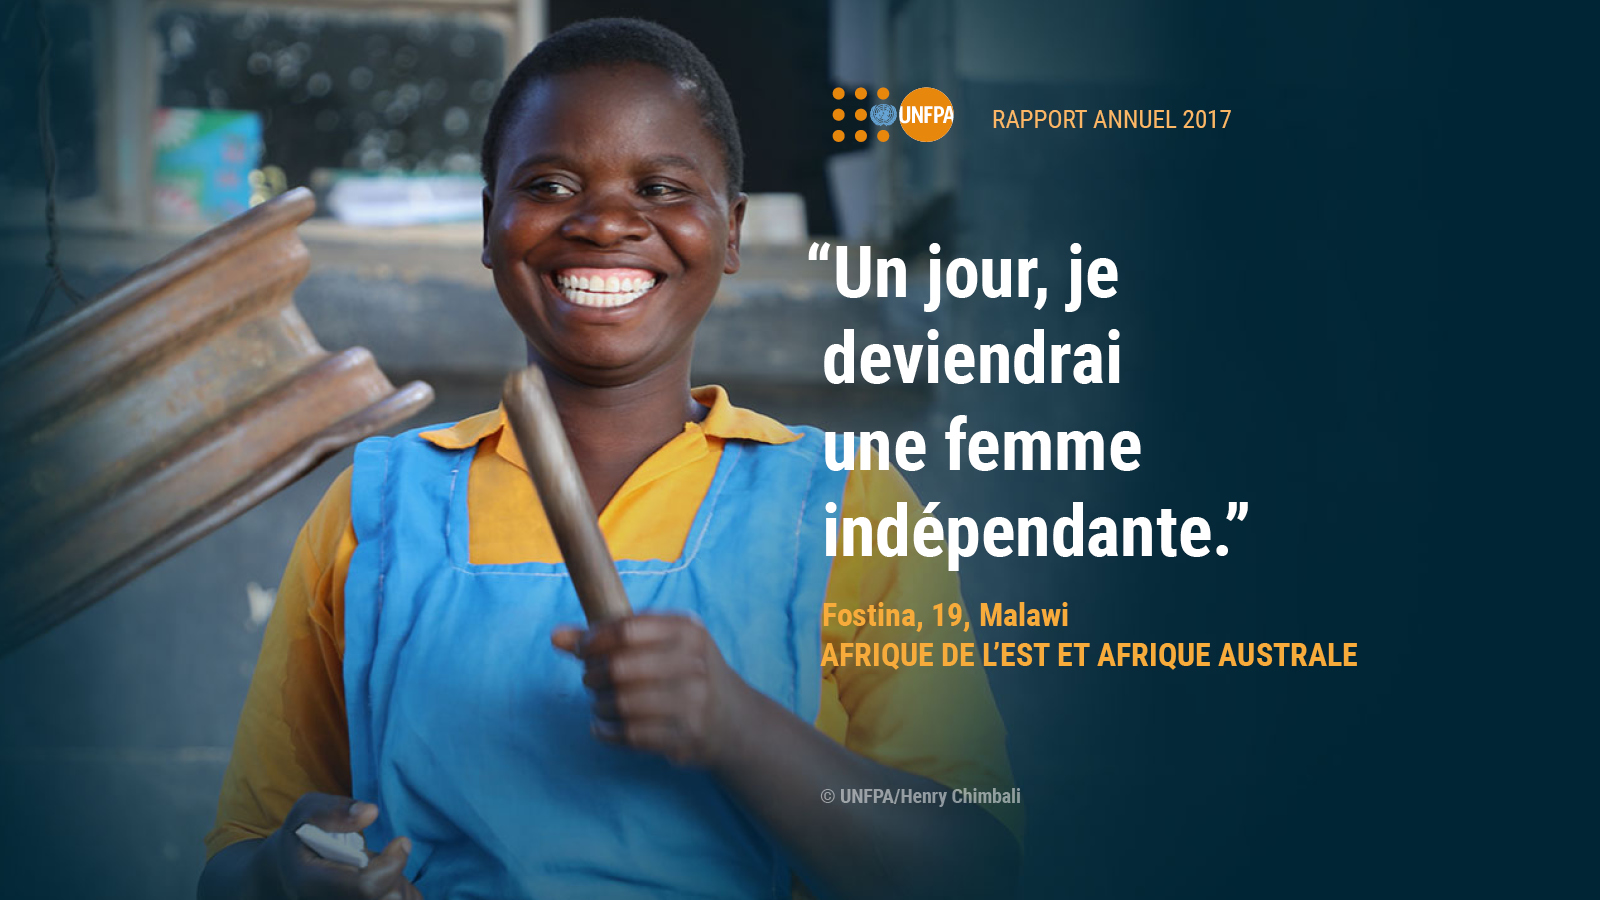 UNFPA
RAPPORT ANNUEL 2017
“Un jour, je
deviendrai
une femme
indépendante.”
Fostina, 19, Malawi
AFRIQUE DE L’EST ET AFRIQUE AUSTRALE
© UNFPA/Henry Chimbali